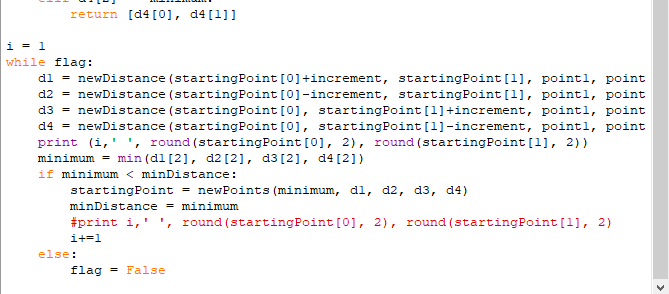 return [d4[0], d4[1]]
i = 1
while flag:
d1 = newDistance(startingPoint[0]+increment, startingPoint[1], point1, point
d2 = newDistance(startingPoint[0]-increment, startingPoint[1], point1, point
d3 = newDistance(startingPoint[0], startingPoint[1]+increment, point1, point
d4 = newDistance(startingPoint[0], startingPoint[1]-increment, point1, point
print (i,' ', round(startingPoint[0], 2), round(startingPoint[1], 2))
minimum = min(d1[2], d2[2], d3[2], d4[2])
if minimum < minDistance:
startingPoint = newPoints(minimum, d1, d2, d3, d4)
minDistance = minimum
#print i,' ', round(startingPoint[0], 2), round(startingPoint[1], 2)
i+=1
else:
flag = False